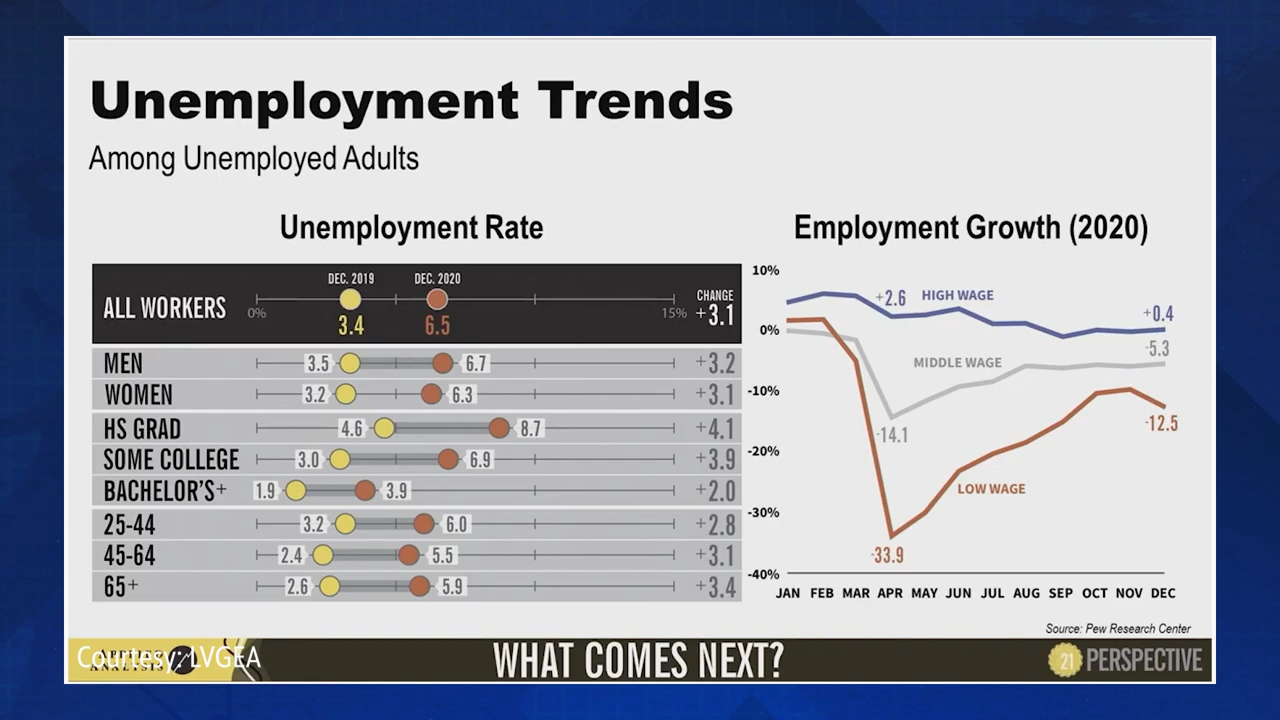 Unemployment Trends
Among Unemployed Adults
Unemployment Rate
DEC. 2019 DEC. 2020
ALL WORKERS 0% 15% CHANGE
3.4 6.5 +3.1
MEN 3.5 6.7 +3.2
WOMEN 3.2 6.3 +3.1
HS GRAD 4.6 8.7 +4.1
SOME COLLEGE 3.0 6.9 +3.9
BACHELOR'S+ 1.9 3.9 +2.0
25-44 3.2 6.0 +2.8
45-64 2.4 5.5 +3.1
65+ 2.6 5.9 +3.4
Employment Growth (2020)
10%
0%
-10%
-20%
-30%
-40%
+2.6 HIGH WAGE +0.4
MIDDLE WAGE -5.3
-14.1
-12.5
LOW WAGE
-33.9
JAN FEB MAR APR MAY JUN JUL AUG SEP OCT NOV DEC
Source: Pew Research Center
Courtesy: LVGEA
ANALYSIS
WHAT COMES NEXT?
21 PERSPECTIVE